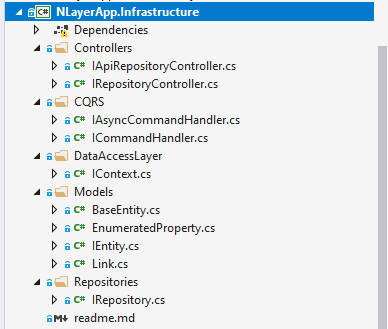 C# NLayerApp.Infrastructure
Dependencies
Controllers
C# IApiRepositoryController.cs
C# IRepositoryController.cs
CQRS
C# IAsyncCommandHandler.cs
C# ICommandHandler.cs
DataAccessLayer
C# IContext.cs
Models
C# BaseEntity.cs
C# EnumeratedProperty.cs
C# IEntity.cs
C# Link.cs
Repositories
C# IRepository.cs
M readme.md